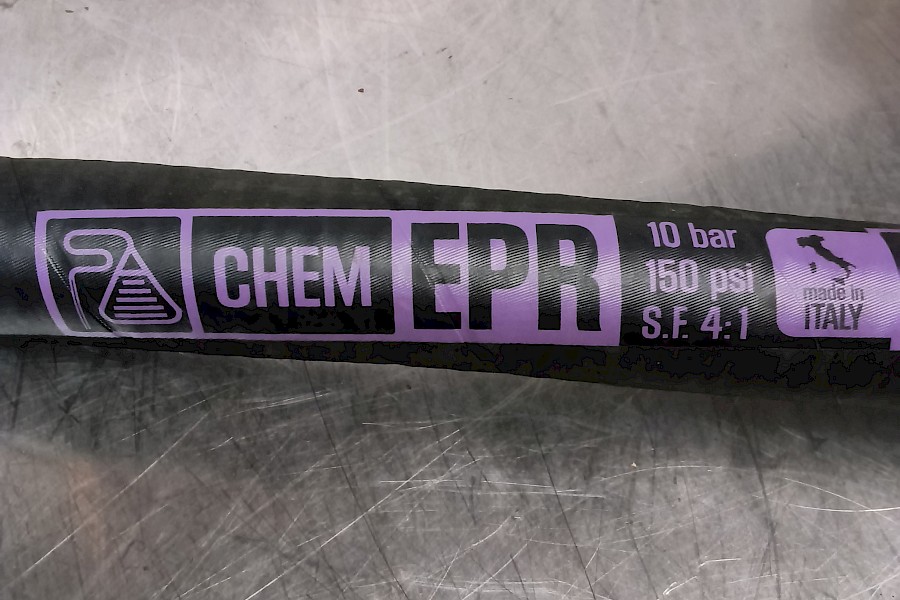 CHEM
EPR
10 bar
150 psi
S.F. 4:1
made in
ITALY